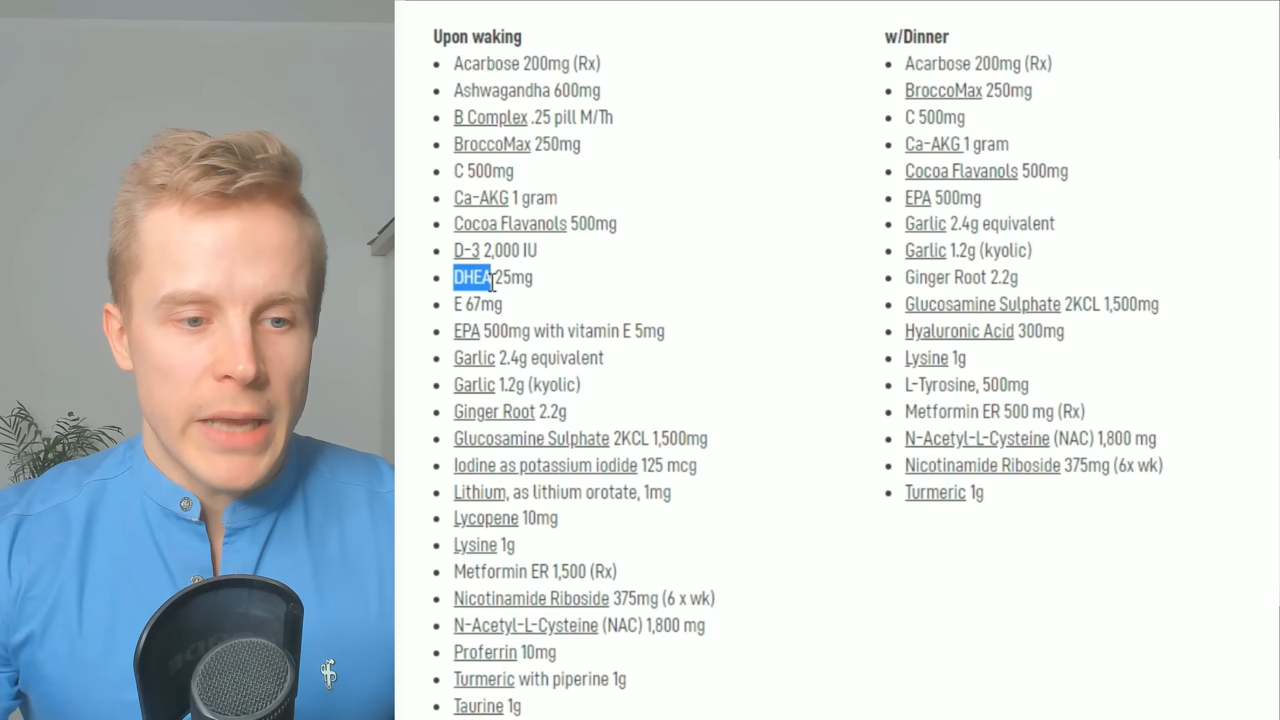 Upon waking
Acarbose 200mg (Rx)
Ashwagandha 600mg
B Complex .25 pill M/Th
BroccoMax 250mg
C 500mg
Ca-AKG 1 gram
Cocoa Flavanols 500mg
D-3 2,000 IU
DHEA 25mg
E 67mg
EPA 500mg with vitamin E 5mg
Garlic 2.4g equivalent
Garlic 1.2g (kyolic)
Ginger Root 2.2g
Glucosamine Sulphate 2KCL 1,500mg
Iodine as potassium iodide 125 mcg
Lithium, as lithium orotate, 1mg
Lycopene 10mg
Lysine 1g
Metformin ER 1,500 (Rx)
Nicotinamide Riboside 375mg (6 x wk)
N-Acetyl-L-Cysteine (NAC) 1,800 mg
Proferrin 10mg
Turmeric with piperine 1g
Taurine 1g
w/Dinner
Acarbose 200mg (Rx)
BroccoMax 250mg
C 500mg
Ca-AKG 1 gram
Cocoa Flavanols 500mg
EPA 500mg
Garlic 2.4g equivalent
Garlic 1.2g (kyolic)
Ginger Root 2.2g
Glucosamine Sulphate 2KCL 1,500mg
Hyaluronic Acid 300mg
Lysine 1g
L-Tyrosine, 500mg
Metformin ER 500 mg (Rx)
N-Acetyl-L-Cysteine (NAC) 1,800 mg
Nicotinamide Riboside 375mg (6x wk)
Turmeric 1g